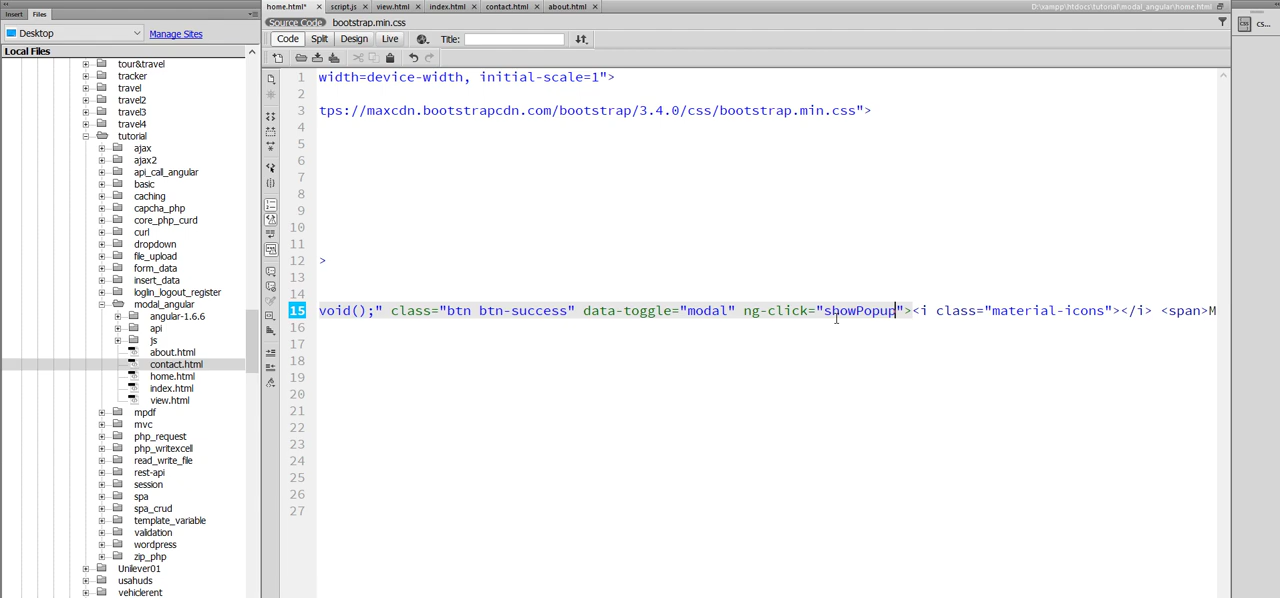 Insert Files
home.html* × script.js × view.html × index.html × contact.html × about.html ×
D:\xampp\htdocs\tutorial\modal_angular\home.html
Source Code bootstrap.min.css
Desktop Manage Sites
Code Split Design Live Title:
CSS cs...
Local Files
tour&travel
tracker
travel
travel2
travel3
travel4
tutorial
ajax
ajax2
api_call_angular
basic
caching
capcha_php
core_php_curd
curl
dropdown
file_upload
form_data
insert_data
login_logout_register
modal_angular
angular-1.6.6
api
js
about.html
contact.html
home.html
index.html
view.html
mpdf
mvc
php_request
php_writexcell
read_write_file
rest-api
session
spa
spa_crud
template_variable
validation
wordpress
zip_php
Unilever01
usahuds
vehiclerent
1 width=device-width, initial-scale=1">
2
3 tps://maxcdn.bootstrapcdn.com/bootstrap/3.4.0/css/bootstrap.min.css">
4
5
6
7
8
9
10
11
12 >
13
14
15 void();" class="btn btn-success" data-toggle="modal" ng-click="showPopup"><i class="material-icons"></i> <span>M
16
17
18
19
20
21
22
23
24
25
26
27